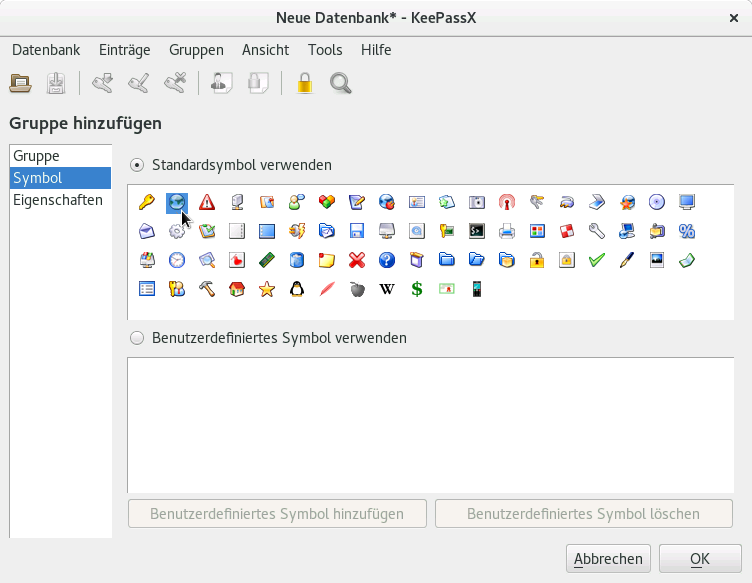 Neue Datenbank* - KeePassX
Datenbank Einträge Gruppen Ansicht Tools Hilfe
Gruppe hinzufügen
Gruppe
Symbol
Eigenschaften
Standardsymbol verwenden
Benutzerdefiniertes Symbol verwenden
Benutzerdefiniertes Symbol hinzufügen Benutzerdefiniertes Symbol löschen
Abbrechen OK